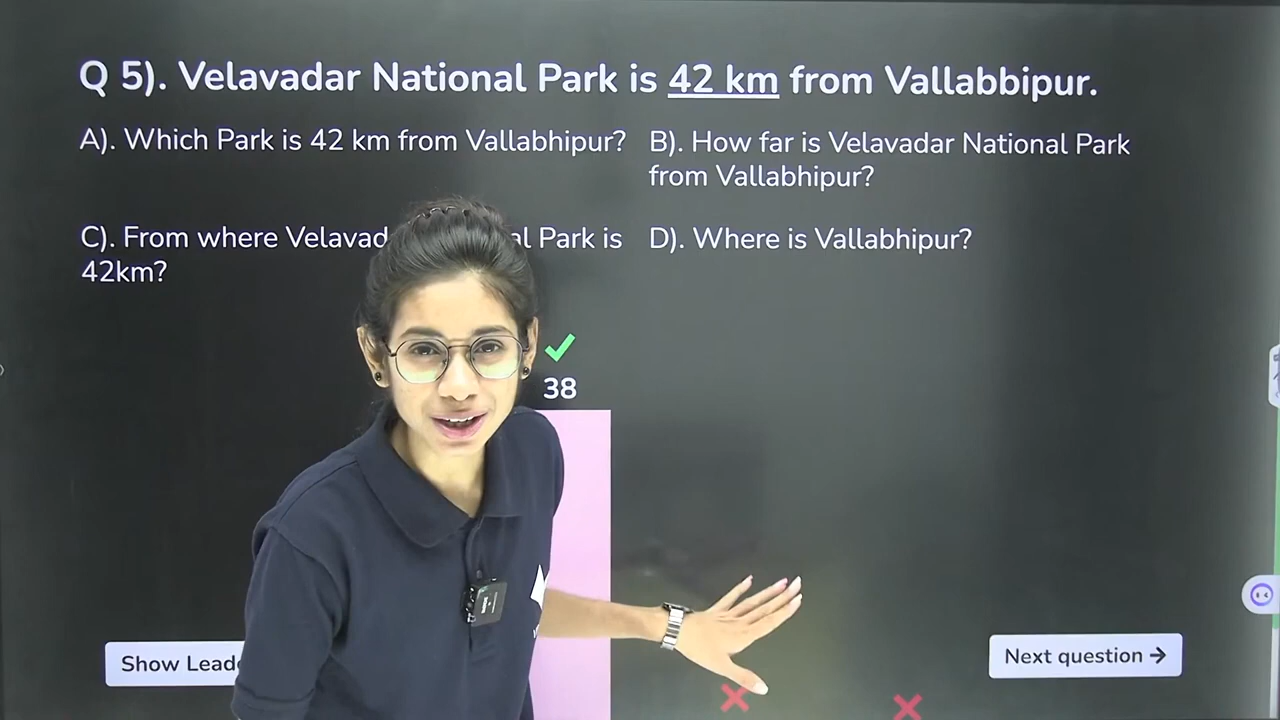 Q 5). Velavadar National Park is 42 km from Vallabbipur.
A). Which Park is 42 km from Vallabhipur?
B). How far is Velavadar National Park
from Vallabhipur?
C). From where Velavad al Park is
42km?
D). Where is Vallabhipur?
38
Show Lead
Next question →